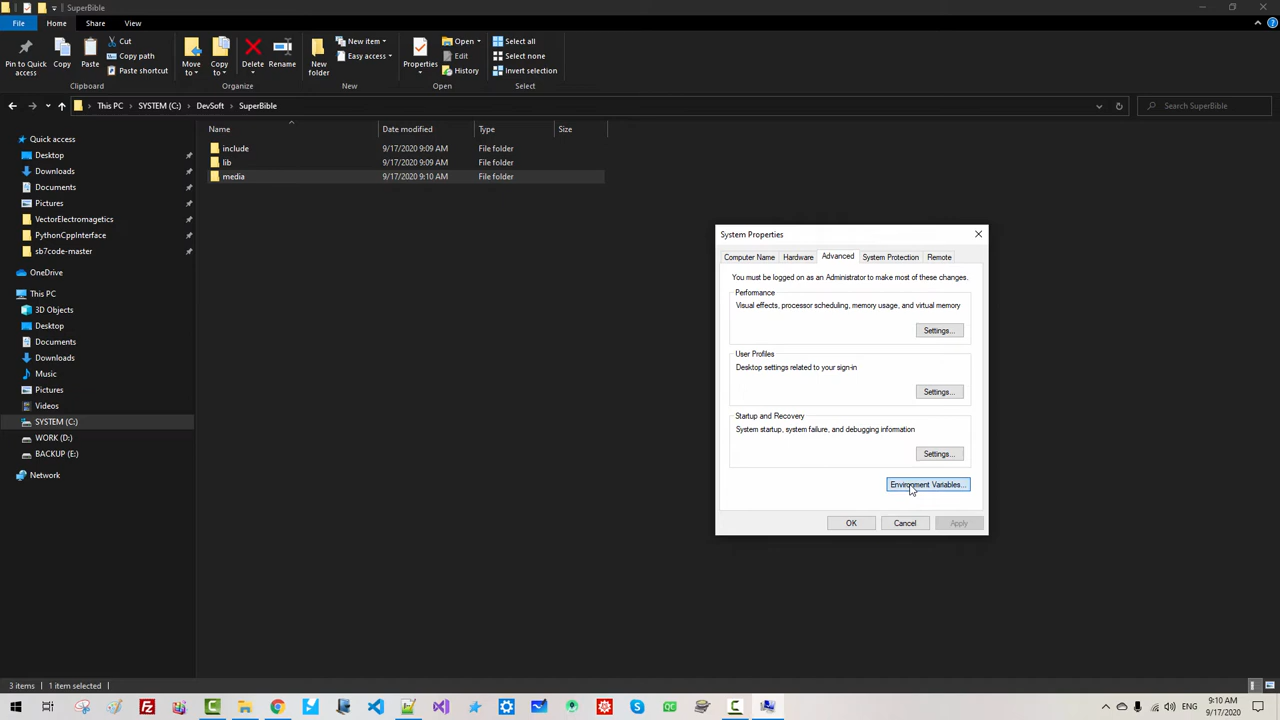 SuperBible
File Home Share View
Pin to Quick access
Copy
Paste
Cut
Copy path
Paste shortcut
Clipboard
Move to
Copy to
Delete
Rename
Organize
New folder
New item
Easy access
New
Properties
Open
Edit
History
Open
Select all
Select none
Invert selection
Select
This PC SYSTEM (C:) DevSoft SuperBible
Search SuperBible
Quick access
Desktop
Downloads
Documents
Pictures
VectorElectromagetics
PythonCppInterface
sb7code-master
OneDrive
This PC
3D Objects
Desktop
Documents
Downloads
Music
Pictures
Videos
SYSTEM (C:)
WORK (D:)
BACKUP (E:)
Network
Name Date modified Type Size
include 9/17/2020 9:09 AM File folder
lib 9/17/2020 9:09 AM File folder
media 9/17/2020 9:10 AM File folder
System Properties
Computer Name Hardware Advanced System Protection Remote
You must be logged on as an Administrator to make most of these changes.
Performance
Visual effects, processor scheduling, memory usage, and virtual memory
Settings...
User Profiles
Desktop settings related to your sign-in
Settings...
Startup and Recovery
System startup, system failure, and debugging information
Settings...
Environment Variables...
OK Cancel Apply
3 items 1 item selected
ENG
9:10 AM
9/17/2020